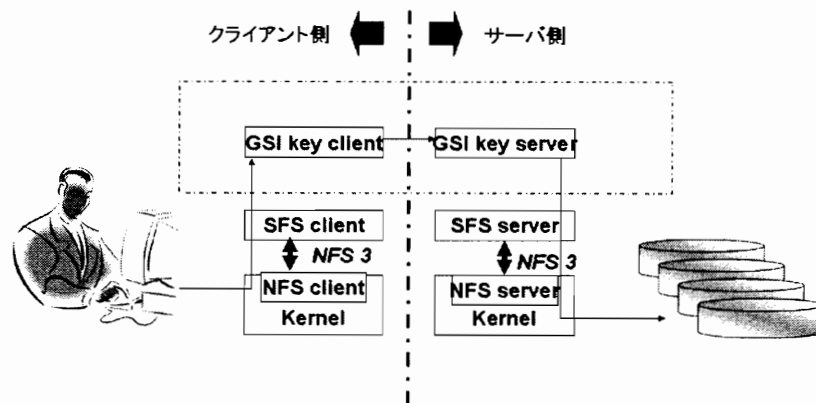 クライアント側
サーバ側
GSI key client
GSI key server
SFS client
SFS server
NFS 3
NFS 3
NFS client
NFS server
Kernel
Kernel